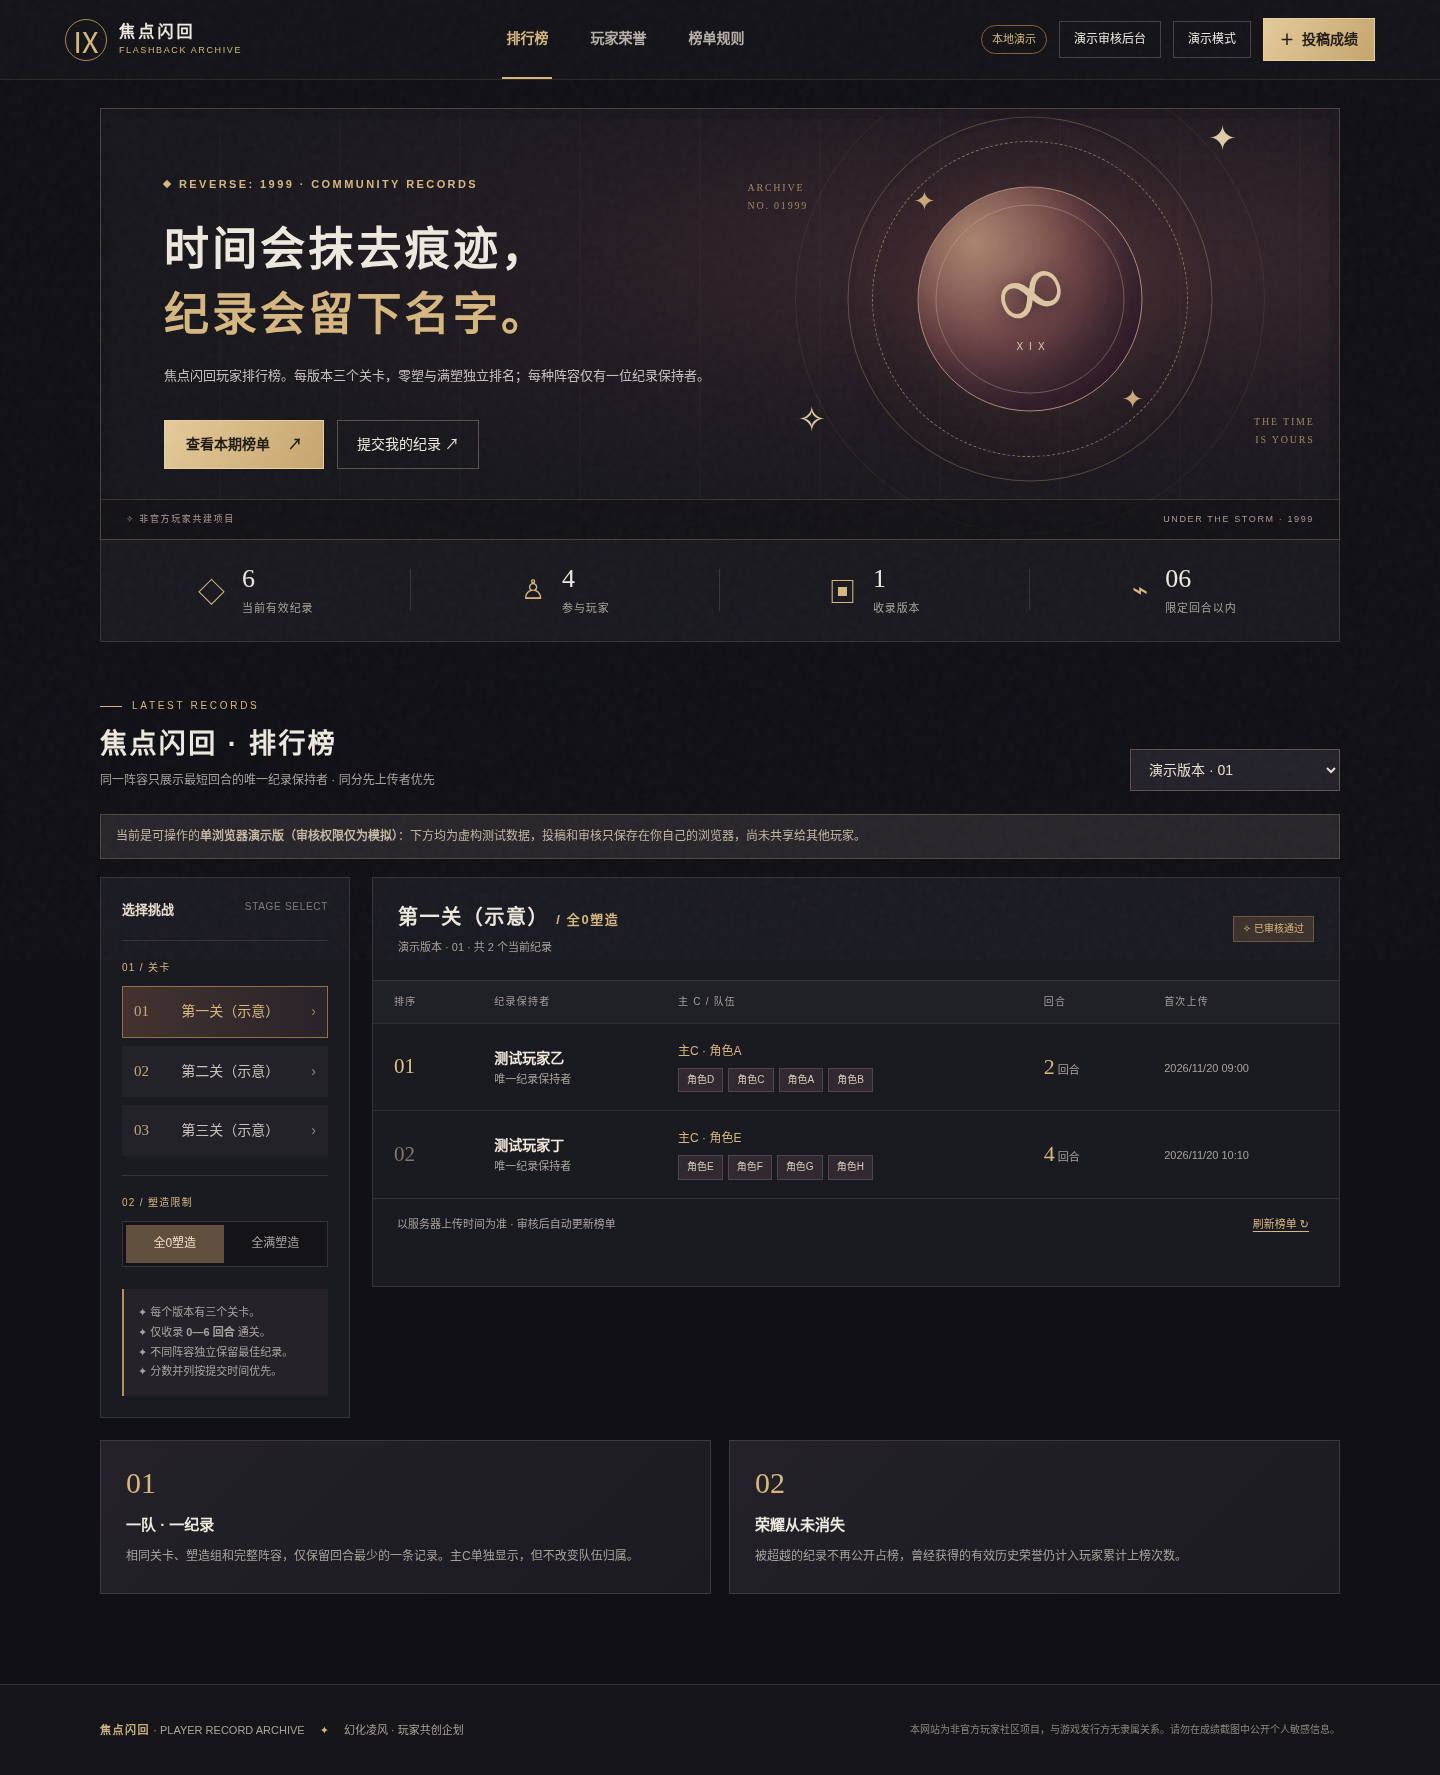 IX
焦点闪回
FLASHBACK ARCHIVE
排行榜
玩家荣誉
榜单规则
本地演示
演示审核后台
演示模式
＋ 投稿成绩
◆ REVERSE: 1999 · COMMUNITY RECORDS
时间会抹去痕迹，
纪录会留下名字。
焦点闪回玩家排行榜。每版本三个关卡，零塑与满塑独立排名；每种阵容仅有一位纪录保持者。
查看本期榜单 ↗
提交我的纪录 ↗
ARCHIVE
NO. 01999
∞
XIX
THE TIME
IS YOURS
✧ 非官方玩家共建项目
UNDER THE STORM · 1999
6
当前有效纪录
4
参与玩家
1
收录版本
06
限定回合以内
LATEST RECORDS
焦点闪回 · 排行榜
同一阵容只展示最短回合的唯一纪录保持者 · 同分先上传者优先
演示版本 · 01
当前是可操作的单浏览器演示版（审核权限仅为模拟）：下方均为虚构测试数据，投稿和审核只保存在你自己的浏览器，尚未共享给其他玩家。
选择挑战
STAGE SELECT
01 / 关卡
01 第一关（示意） ›
02 第二关（示意） ›
03 第三关（示意） ›
02 / 塑造限制
全0塑造
全满塑造
✦ 每个版本有三个关卡。
✦ 仅收录 0—6 回合 通关。
✦ 不同阵容独立保留最佳纪录。
✦ 分数并列按提交时间优先。
第一关（示意） / 全0塑造
演示版本 · 01 · 共 2 个当前纪录
✧ 已审核通过
排序 纪录保持者 主 C / 队伍 回合 首次上传
01
测试玩家乙
唯一纪录保持者
主C · 角色A
角色D 角色C 角色A 角色B
2 回合
2026/11/20 09:00
02
测试玩家丁
唯一纪录保持者
主C · 角色E
角色E 角色F 角色G 角色H
4 回合
2026/11/20 10:10
以服务器上传时间为准 · 审核后自动更新榜单
刷新榜单 ↻
01
一队 · 一纪录
相同关卡、塑造组和完整阵容，仅保留回合最少的一条记录。主C单独显示，但不改变队伍归属。
02
荣耀从未消失
被超越的纪录不再公开占榜，曾经获得的有效历史荣誉仍计入玩家累计上榜次数。
焦点闪回 · PLAYER RECORD ARCHIVE ✦ 幻化凌风 · 玩家共创企划
本网站为非官方玩家社区项目，与游戏发行方无隶属关系。请勿在成绩截图中公开个人敏感信息。